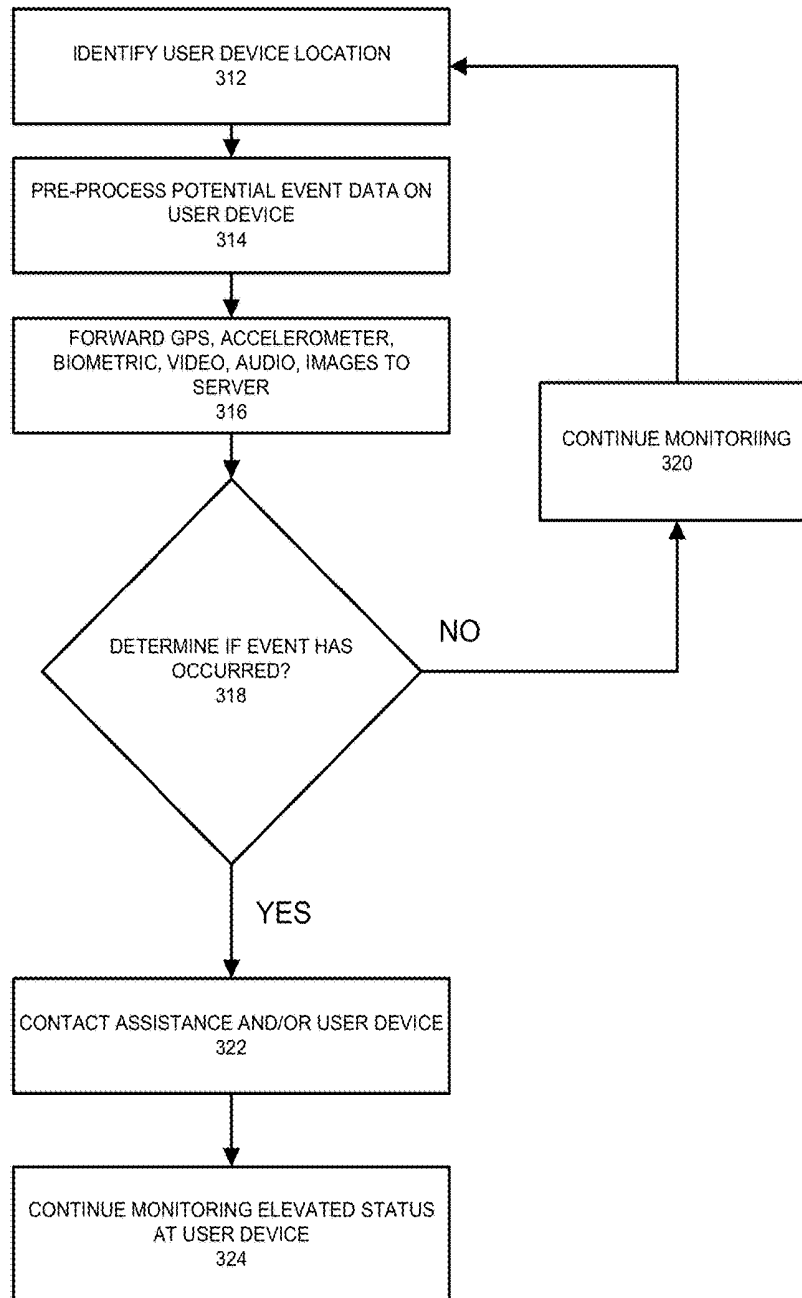 IDENTIFY USER DEVICE LOCATION
312
PRE-PROCESS POTENTIAL EVENT DATA ON
USER DEVICE
314
FORWARD GPS, ACCELEROMETER,
BIOMETRIC, VIDEO, AUDIO, IMAGES TO
SERVER
316
CONTINUE MONITORIING
320
DETERMINE IF EVENT HAS
OCCURRED?
318
NO
YES
CONTACT ASSISTANCE AND/OR USER DEVICE
322
CONTINUE MONITORING ELEVATED STATUS
AT USER DEVICE
324